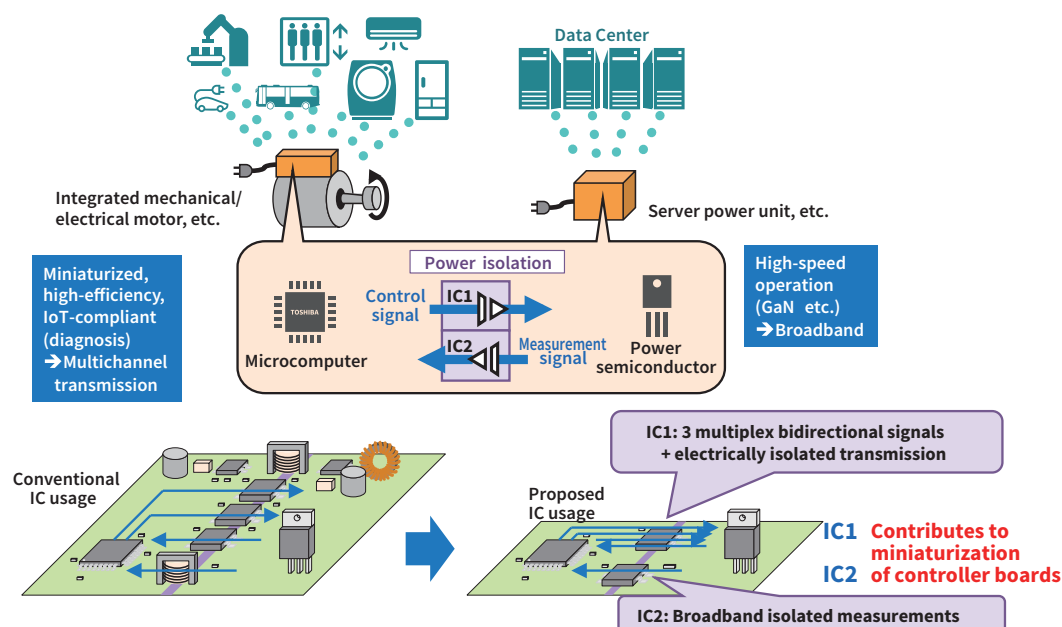 Data Center
Integrated mechanical/
electrical motor, etc.
Server power unit, etc.
Miniaturized,
high-efficiency,
IoT-compliant
(diagnosis)
➔Multichannel
transmission
Power isolation
Control
signal
IC1
TOSHIBA
Microcomputer
IC2
Measurement
signal
Power
semiconductor
High-speed
operation
(GaN etc.)
➔Broadband
Conventional
IC usage
Proposed
IC usage
IC1: 3 multiplex bidirectional signals
+ electrically isolated transmission
IC1 Contributes to
miniaturization
IC2 of controller boards
IC2: Broadband isolated measurements